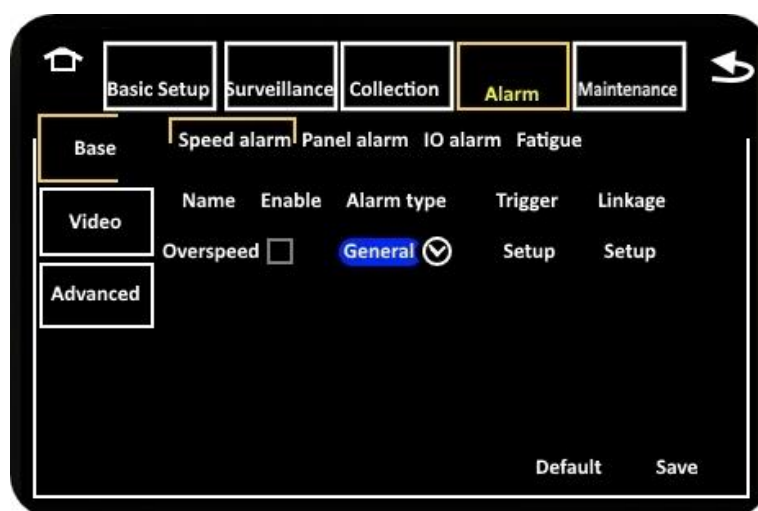 Basic Setup Surveillance Collection Alarm Maintenance
Base Speed alarm Panel alarm IO alarm Fatigue
Name Enable Alarm type Trigger Linkage
Video
Overspeed General Setup Setup
Advanced
Default Save